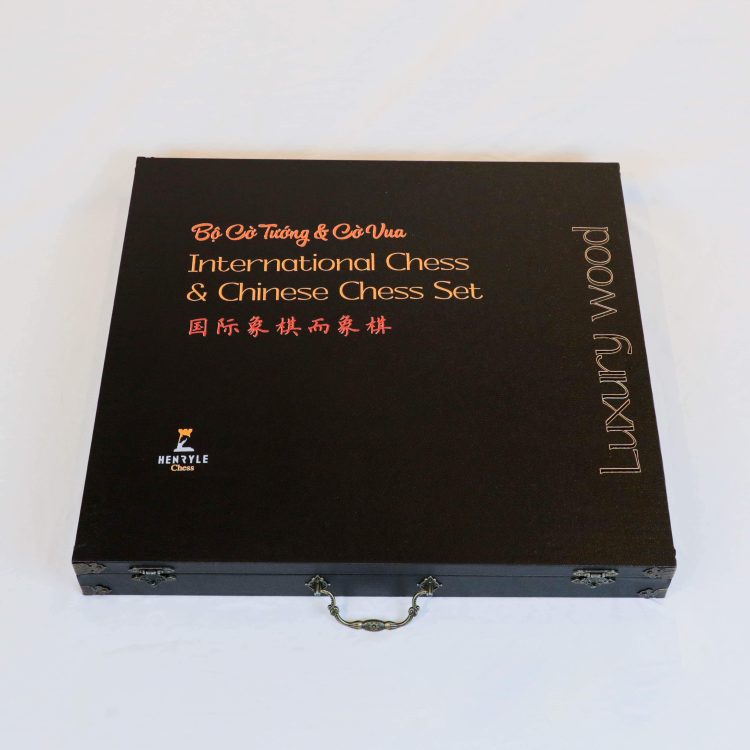 Bộ Cờ Tướng & Cờ Vua
International Chess
& Chinese Chess Set
国际象棋而象棋
Luxury wood
HENRYLE
Chess